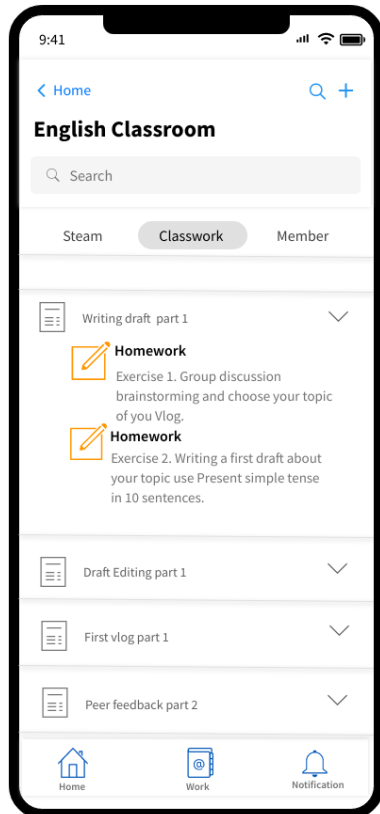 9:41
Home
English Classroom
Search
Steam Classwork Member
Writing draft part 1
Homework
Exercise 1. Group discussion
brainstorming and choose your topic
of you Vlog.
Homework
Exercise 2. Writing a first draft about
your topic use Present simple tense
in 10 sentences.
Draft Editing part 1
First vlog part 1
Peer feedback part 2
@
Home Work Notification